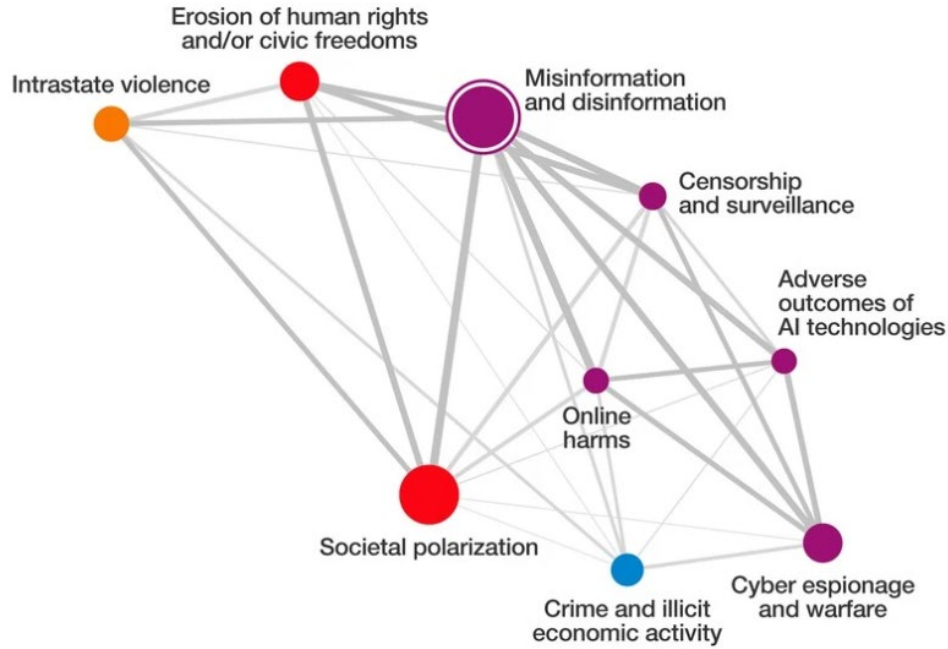 Erosion of human rights
and/or civic freedoms
Intrastate violence
Misinformation
and disinformation
Censorship
and surveillance
Adverse
outcomes of
AI technologies
Online
harms
Societal polarization
Crime and illicit
economic activity
Cyber espionage
and warfare